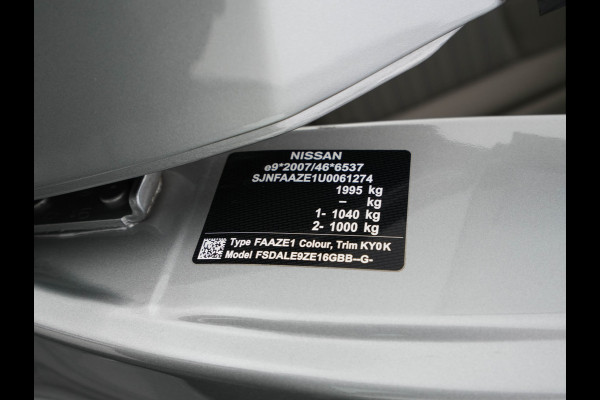 NISSAN
e9*2007/46*6537
SJNFAAZE1U0061274
1995 kg
– kg
1- 1040 kg
2- 1000 kg
Type FAAZE1 Colour, Trim KY0 K
Model FSDALE9ZE16GBB--G-